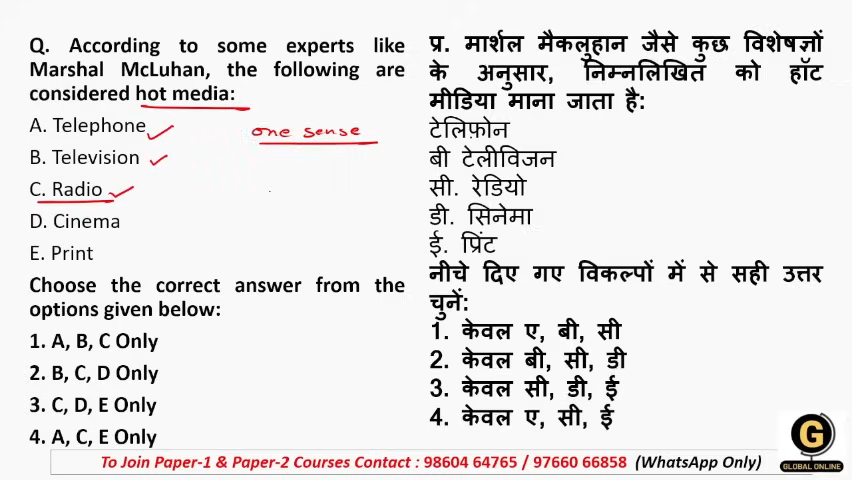 Q. According to some experts like
Marshal McLuhan, the following are
considered hot media:
A. Telephone
B. Television
C. Radio
D. Cinema
E. Print
one sense
Choose the correct answer from the
options given below:
1. A, B, C Only
2. B, C, D Only
3. C, D, E Only
4. A, C, E Only
प्र. मार्शल मैकलुहान जैसे कुछ विशेषज्ञों
के अनुसार, निम्नलिखित को हॉट
मीडिया माना जाता है:
टेलिफ़ोन
बी टेलीविजन
सी. रेडियो
डी. सिनेमा
ई. प्रिंट
नीचे दिए गए विकल्पों में से सही उत्तर
चुनें:
1. केवल ए, बी, सी
2. केवल बी, सी, डी
3. केवल सी, डी, ई
4. केवल ए, सी, ई
G
GLOBAL ONLINE
To Join Paper-1 & Paper-2 Courses Contact : 98604 64765 / 97660 66858 (WhatsApp Only)